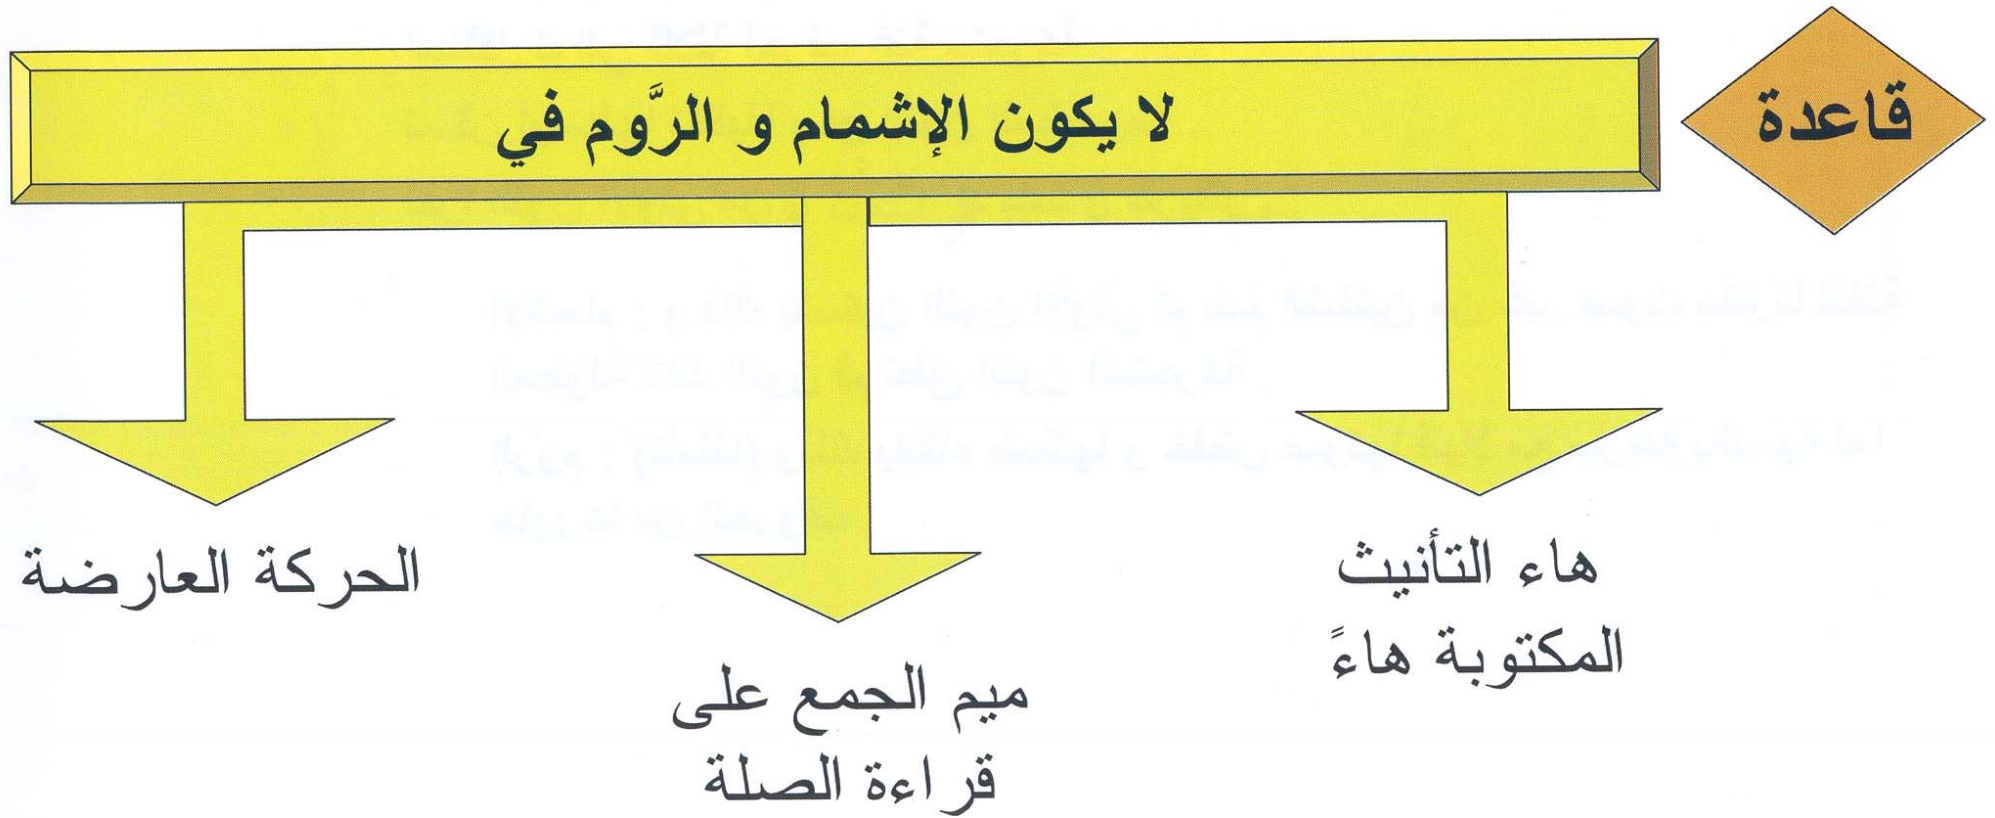 قاعدة
لا يكون الإشمام و الرَّوم في
هاء التأنيث
المكتوبة هاءً
ميم الجمع على
قراءة الصلة
الحركة العارضة